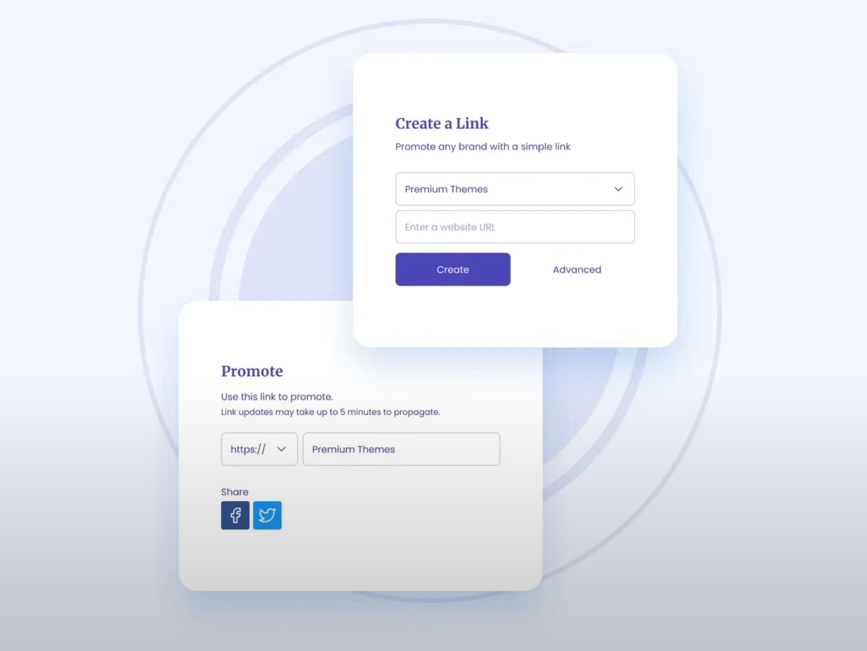 Create a Link
Promote any brand with a simple link
Premium Themes
Enter a website URL
Create
Advanced
Promote
Use this link to promote.
Link updates may take up to 5 minutes to propagate.
https://
Premium Themes
Share